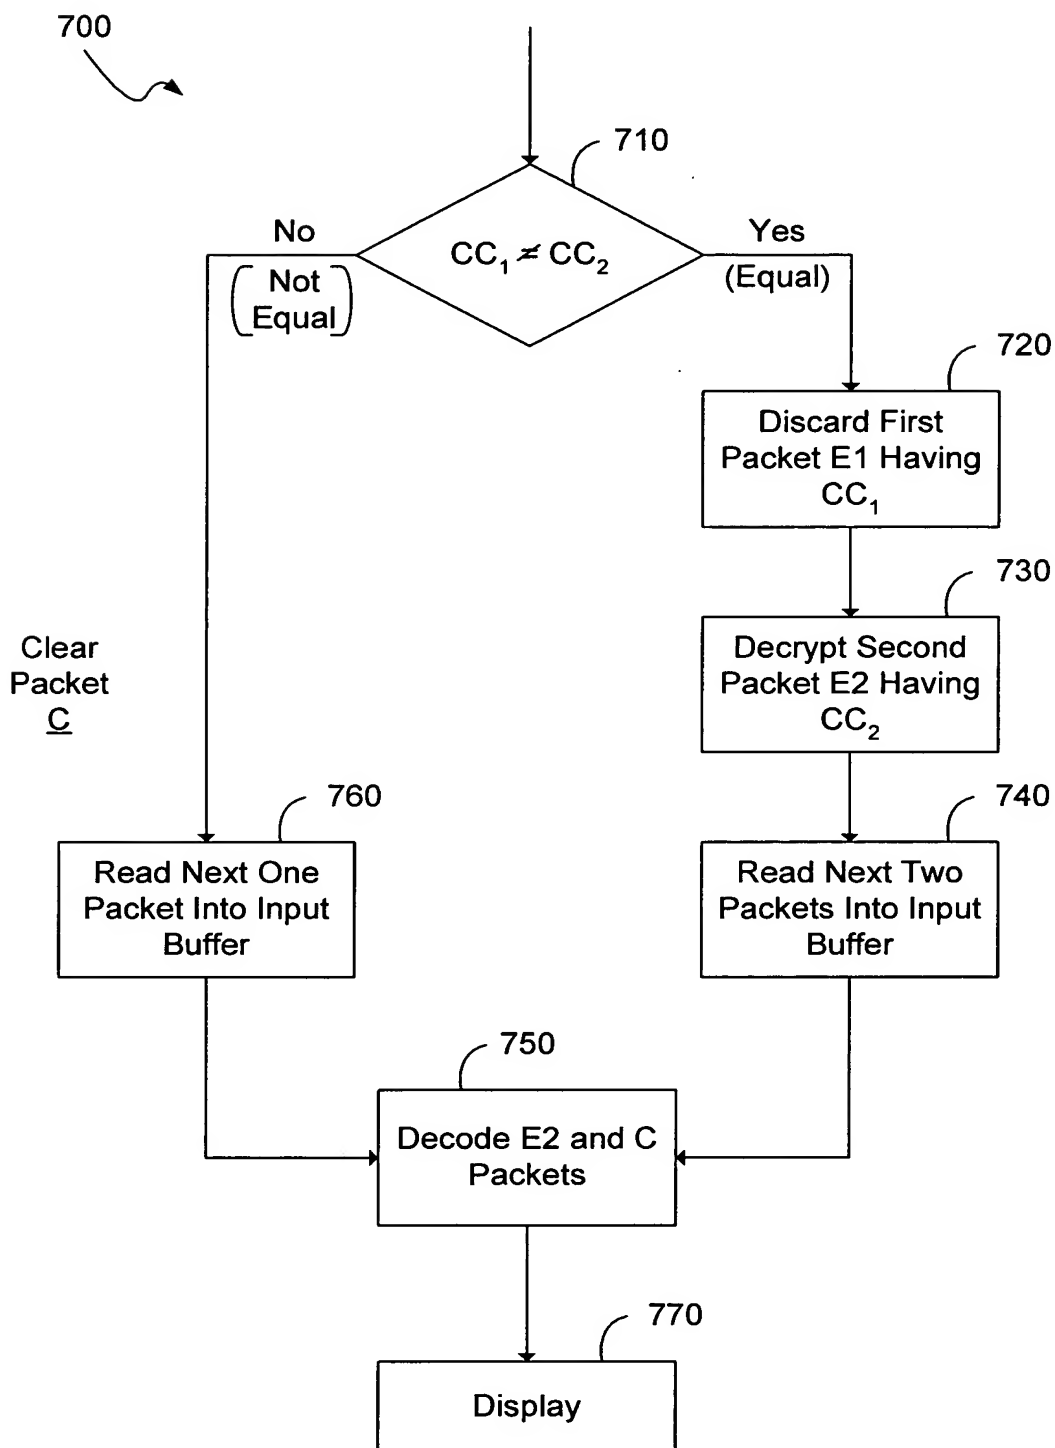 700
710
CC₁ ≠ CC₂
No
(Not
Equal)
Yes
(Equal)
720
Discard First
Packet E1 Having
CC₁
730
Decrypt Second
Packet E2 Having
CC₂
Clear
Packet
C
760
Read Next One
Packet Into Input
Buffer
740
Read Next Two
Packets Into Input
Buffer
750
Decode E2 and C
Packets
770
Display